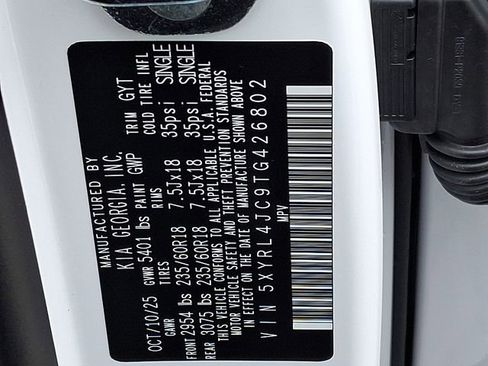 MANUFACTURED BY
KIA GEORGIA, INC.
OCT/10/25 PAINT GWP TRIM GYT
GVWR 5401 lbs
GAWR TIRES RIMS COLD TIRE INFL
FRONT 2954 lbs 235/60R18 7.5Jx18 35psi SINGLE
REAR 3075 lbs 235/60R18 7.5Jx18 35psi SINGLE
THIS VEHICLE CONFORMS TO ALL APPLICABLE U.S.A. FEDERAL
MOTOR VEHICLE SAFETY AND THEFT PREVENTION STANDARDS
IN EFFECT ON THE DATE OF MANUFACTURE SHOWN ABOVE
VIN 5XYRL4JC9TG426802
MPV